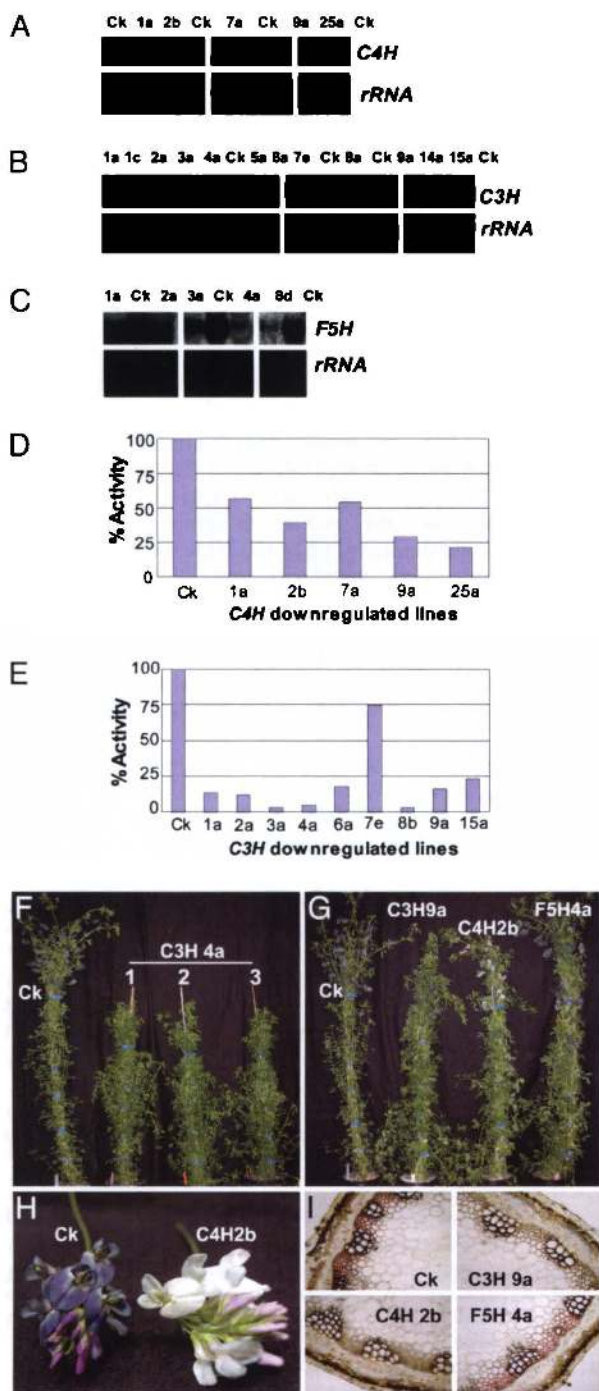 A
Ck 1a 2b Ck 7a Ck 9a 25a Ck
C4H
rRNA
B
1a 1c 2a 3a 4a Ck 5a 6a 7e Ck 8a Ck 9a 14a 15a Ck
C3H
rRNA
C
1a Ck 2a 3a Ck 4a 8d Ck
F5H
rRNA
D
% Activity
100
75
50
25
0
Ck 1a 2b 7a 9a 25a
C4H downregulated lines
E
% Activity
100
75
50
25
0
Ck 1a 2a 3a 4a 6a 7e 8b 9a 15a
C3H downregulated lines
F
C3H 4a
1 2 3
Ck
G
C3H9a
C4H2b
F5H4a
Ck
H
Ck
C4H2b
I
Ck
C3H 9a
C4H 2b
F5H 4a